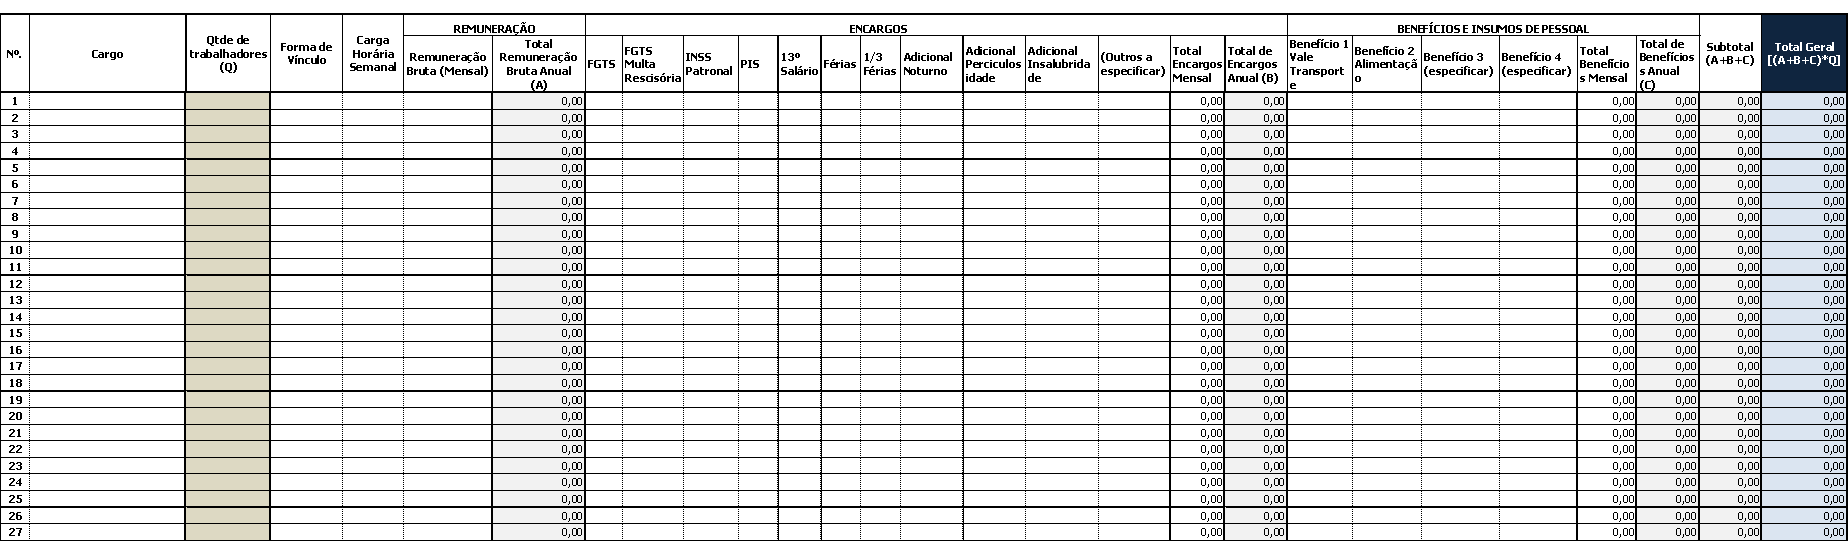 REMUNERAÇÃO ENCARGOS BENEFÍCIOS E INSUMOS DE PESSOAL
Nº. Cargo Qtde de trabalhadores (Q) Forma de Vínculo Carga Horária Semanal Remuneração Bruta (Mensal) Total Remuneração Bruta Anual (A) FGTS FGTS Multa Rescisória INSS Patronal PIS 13º Salário Férias 1/3 Férias Adicional Noturno Adicional Periculosidade Adicional Insalubridade (Outros a especificar) Total Encargos Mensal Total de Encargos Anual (B) Benefício 1 Vale Transporte Benefício 2 Alimentação Benefício 3 (especificar) Benefício 4 (especificar) Total Benefícios Mensal Total de Benefícios Anual (C) Subtotal (A+B+C) Total Geral [(A+B+C)*Q]
1 0,00 0,00 0,00 0,00 0,00 0,00 0,00
2 0,00 0,00 0,00 0,00 0,00 0,00 0,00
3 0,00 0,00 0,00 0,00 0,00 0,00 0,00
4 0,00 0,00 0,00 0,00 0,00 0,00 0,00
5 0,00 0,00 0,00 0,00 0,00 0,00 0,00
6 0,00 0,00 0,00 0,00 0,00 0,00 0,00
7 0,00 0,00 0,00 0,00 0,00 0,00 0,00
8 0,00 0,00 0,00 0,00 0,00 0,00 0,00
9 0,00 0,00 0,00 0,00 0,00 0,00 0,00
10 0,00 0,00 0,00 0,00 0,00 0,00 0,00
11 0,00 0,00 0,00 0,00 0,00 0,00 0,00
12 0,00 0,00 0,00 0,00 0,00 0,00 0,00
13 0,00 0,00 0,00 0,00 0,00 0,00 0,00
14 0,00 0,00 0,00 0,00 0,00 0,00 0,00
15 0,00 0,00 0,00 0,00 0,00 0,00 0,00
16 0,00 0,00 0,00 0,00 0,00 0,00 0,00
17 0,00 0,00 0,00 0,00 0,00 0,00 0,00
18 0,00 0,00 0,00 0,00 0,00 0,00 0,00
19 0,00 0,00 0,00 0,00 0,00 0,00 0,00
20 0,00 0,00 0,00 0,00 0,00 0,00 0,00
21 0,00 0,00 0,00 0,00 0,00 0,00 0,00
22 0,00 0,00 0,00 0,00 0,00 0,00 0,00
23 0,00 0,00 0,00 0,00 0,00 0,00 0,00
24 0,00 0,00 0,00 0,00 0,00 0,00 0,00
25 0,00 0,00 0,00 0,00 0,00 0,00 0,00
26 0,00 0,00 0,00 0,00 0,00 0,00 0,00
27 0,00 0,00 0,00 0,00 0,00 0,00 0,00